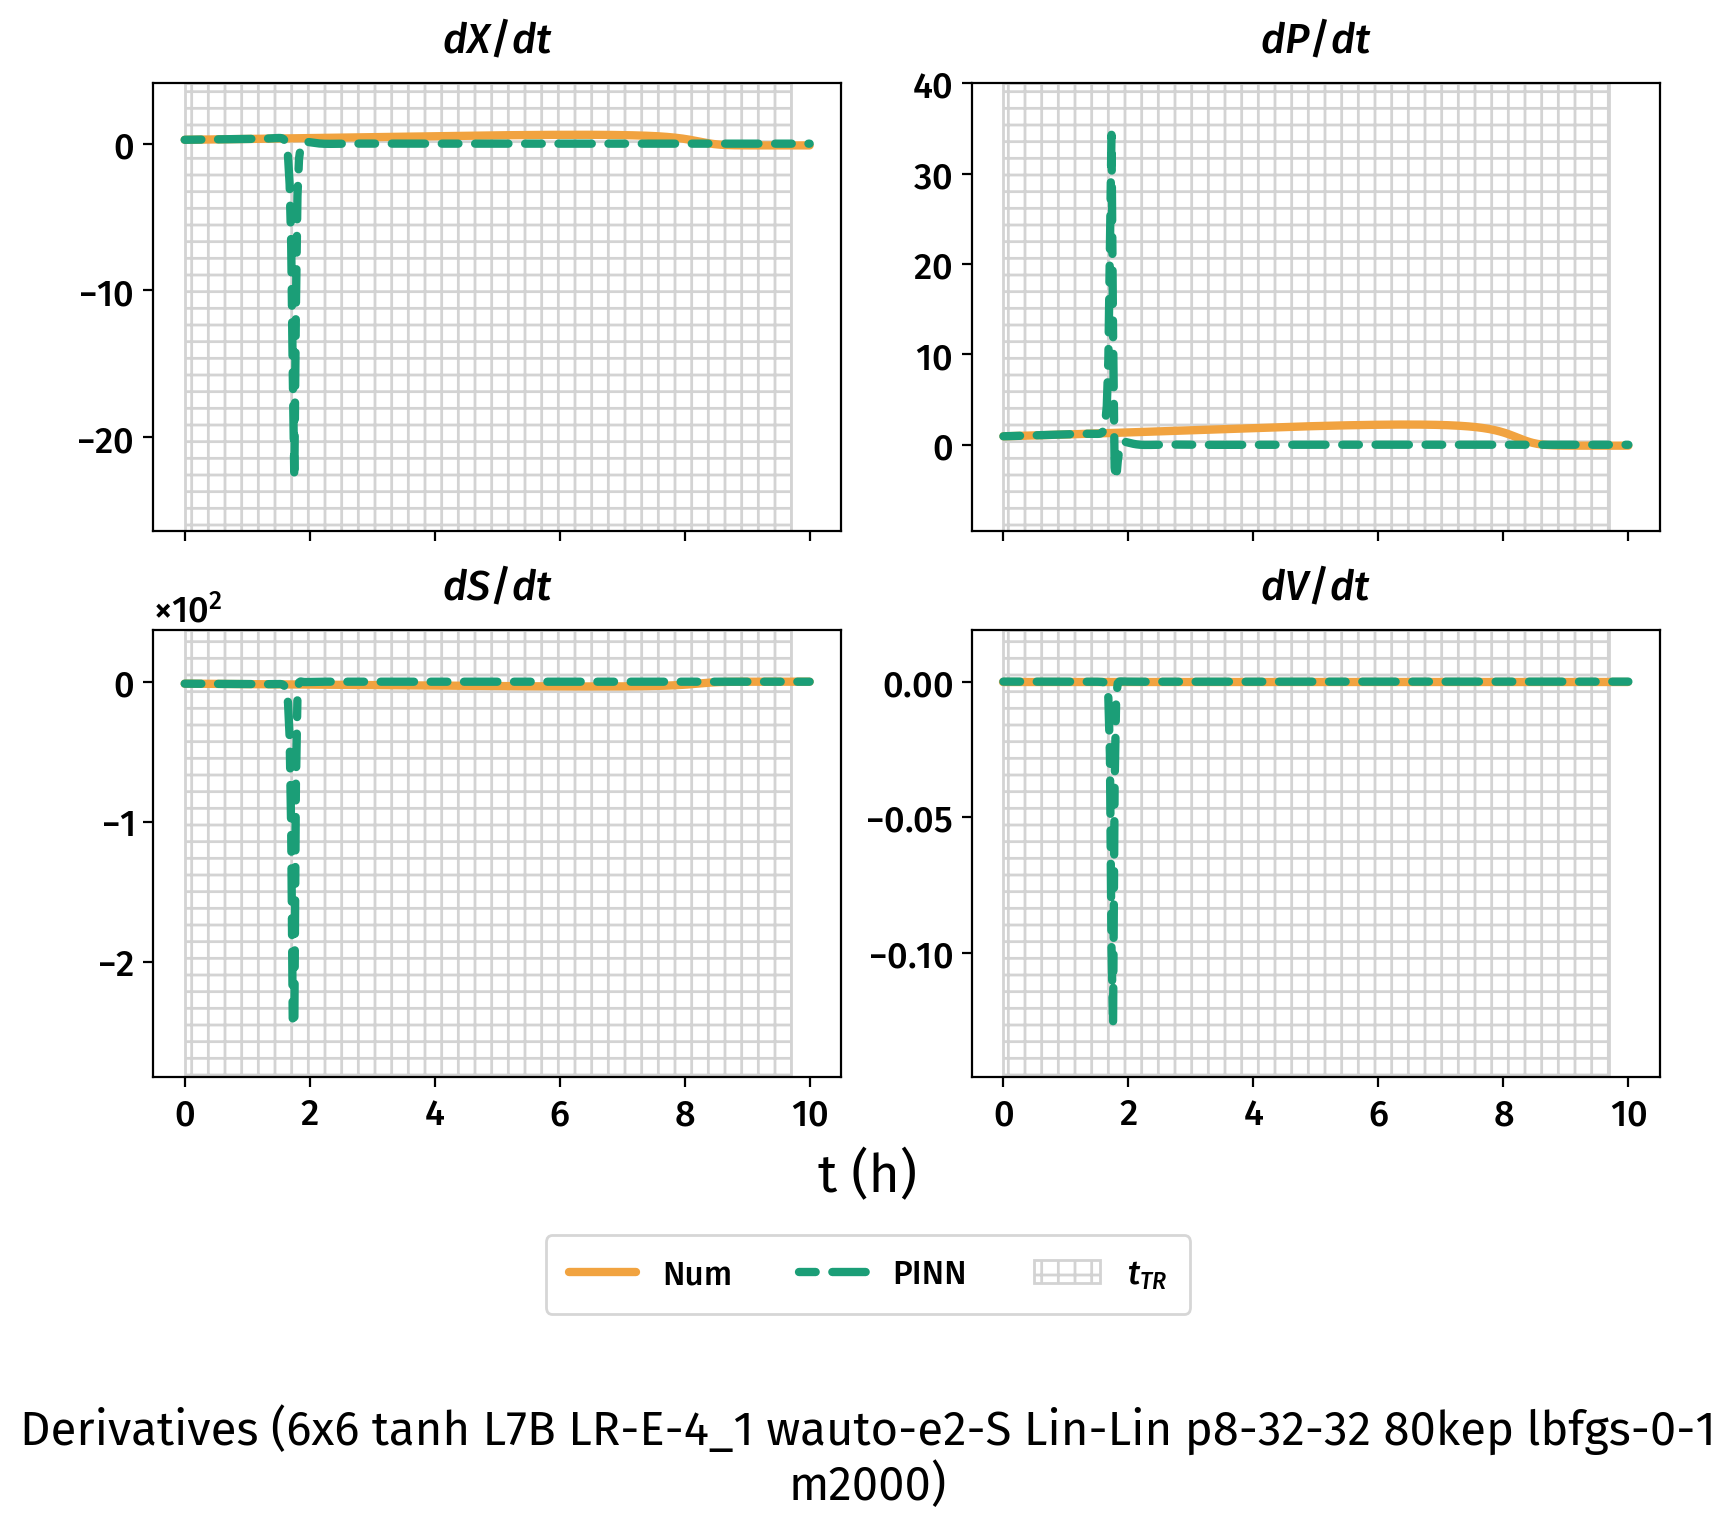 dX/dt
dP/dt
0
−10
−20
40
30
20
10
0
dS/dt
dV/dt
×10²
0
−1
−2
0.00
−0.05
−0.10
0 2 4 6 8 10
0 2 4 6 8 10
t (h)
Num PINN t_TR
Derivatives (6x6 tanh L7B LR-E-4_1 wauto-e2-S Lin-Lin p8-32-32 80kep lbfgs-0-1
m2000)